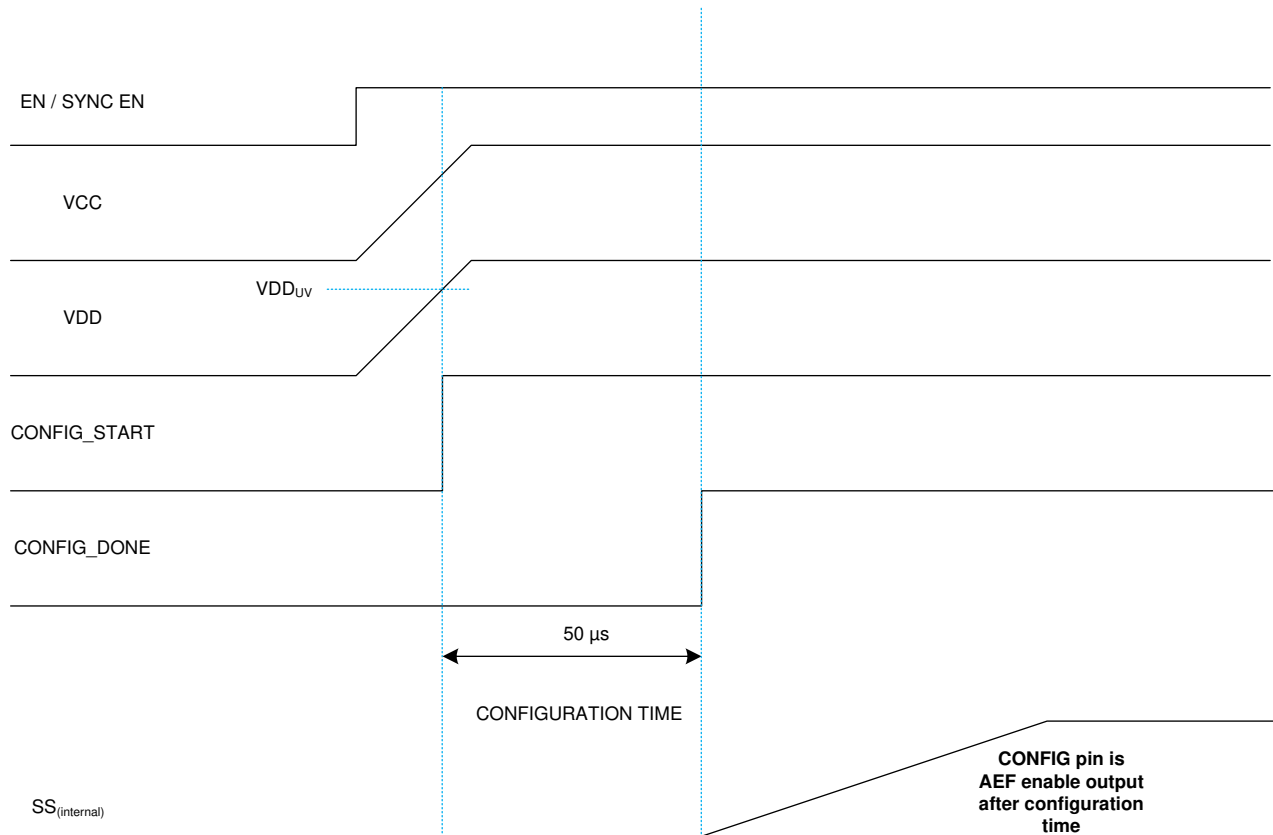 EN / SYNC EN
VCC
VDD_UV
VDD
CONFIG_START
CONFIG_DONE
50 µs
CONFIGURATION TIME
CONFIG pin is
AEF enable output
after configuration
time
SS(internal)